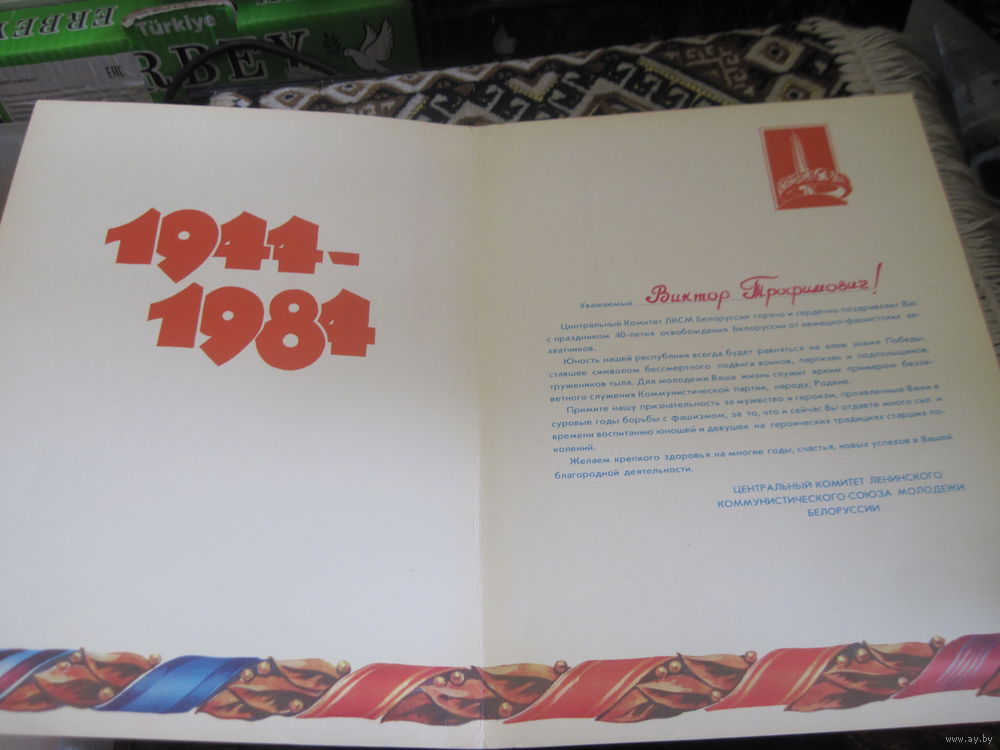 ERBEY
Türkiye
ERBEY
EAC
1944-
1984
Уважаемый Виктор Трофимович!
Центральный Комитет ЛКСМ Белоруссии горячо и сердечно поздравляет Вас
с праздником 40-летия освобождения Белоруссии от немецко-фашистских за-
хватчиков.
Юность нашей республики всегда будет равняться на алое знамя Победы,
ставшее символом бессмертного подвига воинов, партизан и подпольщиков,
тружеников тыла. Для молодежи Ваша жизнь служит ярким примером безза-
ветного служения Коммунистической партии, народу, Родине.
Примите нашу признательность за мужество и героизм, проявленные Вами в
суровые годы борьбы с фашизмом, за то, что и сейчас Вы отдаете много сил и
времени воспитанию юношей и девушек на героических традициях старших по-
колений.
Желаем крепкого здоровья на многие годы, счастья, новых успехов в Вашей
благородной деятельности.
ЦЕНТРАЛЬНЫЙ КОМИТЕТ ЛЕНИНСКОГО
КОММУНИСТИЧЕСКОГО СОЮЗА МОЛОДЕЖИ
БЕЛОРУССИИ
www.ay.by